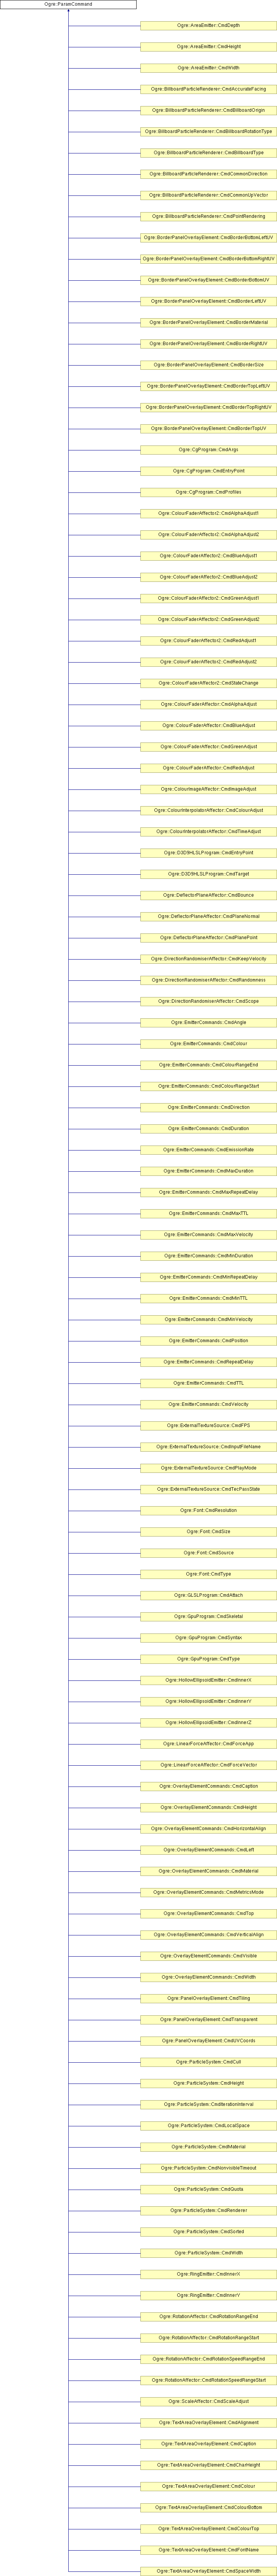 Ogre::ParamCommand
Ogre::AreaEmitter::CmdDepth
Ogre::AreaEmitter::CmdHeight
Ogre::AreaEmitter::CmdWidth
Ogre::BillboardParticleRenderer::CmdAccurateFacing
Ogre::BillboardParticleRenderer::CmdBillboardOrigin
Ogre::BillboardParticleRenderer::CmdBillboardRotationType
Ogre::BillboardParticleRenderer::CmdBillboardType
Ogre::BillboardParticleRenderer::CmdCommonDirection
Ogre::BillboardParticleRenderer::CmdCommonUpVector
Ogre::BillboardParticleRenderer::CmdPointRendering
Ogre::BorderPanelOverlayElement::CmdBorderBottomLeftUV
Ogre::BorderPanelOverlayElement::CmdBorderBottomRightUV
Ogre::BorderPanelOverlayElement::CmdBorderBottomUV
Ogre::BorderPanelOverlayElement::CmdBorderLeftUV
Ogre::BorderPanelOverlayElement::CmdBorderMaterial
Ogre::BorderPanelOverlayElement::CmdBorderRightUV
Ogre::BorderPanelOverlayElement::CmdBorderSize
Ogre::BorderPanelOverlayElement::CmdBorderTopLeftUV
Ogre::BorderPanelOverlayElement::CmdBorderTopRightUV
Ogre::BorderPanelOverlayElement::CmdBorderTopUV
Ogre::CgProgram::CmdArgs
Ogre::CgProgram::CmdEntryPoint
Ogre::CgProgram::CmdProfiles
Ogre::ColourFaderAffector2::CmdAlphaAdjust1
Ogre::ColourFaderAffector2::CmdAlphaAdjust2
Ogre::ColourFaderAffector2::CmdBlueAdjust1
Ogre::ColourFaderAffector2::CmdBlueAdjust2
Ogre::ColourFaderAffector2::CmdGreenAdjust1
Ogre::ColourFaderAffector2::CmdGreenAdjust2
Ogre::ColourFaderAffector2::CmdRedAdjust1
Ogre::ColourFaderAffector2::CmdRedAdjust2
Ogre::ColourFaderAffector2::CmdStateChange
Ogre::ColourFaderAffector::CmdAlphaAdjust
Ogre::ColourFaderAffector::CmdBlueAdjust
Ogre::ColourFaderAffector::CmdGreenAdjust
Ogre::ColourFaderAffector::CmdRedAdjust
Ogre::ColourImageAffector::CmdImageAdjust
Ogre::ColourInterpolatorAffector::CmdColourAdjust
Ogre::ColourInterpolatorAffector::CmdTimeAdjust
Ogre::D3D9HLSLProgram::CmdEntryPoint
Ogre::D3D9HLSLProgram::CmdTarget
Ogre::DeflectorPlaneAffector::CmdBounce
Ogre::DeflectorPlaneAffector::CmdPlaneNormal
Ogre::DeflectorPlaneAffector::CmdPlanePoint
Ogre::DirectionRandomiserAffector::CmdKeepVelocity
Ogre::DirectionRandomiserAffector::CmdRandomness
Ogre::DirectionRandomiserAffector::CmdScope
Ogre::EmitterCommands::CmdAngle
Ogre::EmitterCommands::CmdColour
Ogre::EmitterCommands::CmdColourRangeEnd
Ogre::EmitterCommands::CmdColourRangeStart
Ogre::EmitterCommands::CmdDirection
Ogre::EmitterCommands::CmdDuration
Ogre::EmitterCommands::CmdEmissionRate
Ogre::EmitterCommands::CmdMaxDuration
Ogre::EmitterCommands::CmdMaxRepeatDelay
Ogre::EmitterCommands::CmdMaxTTL
Ogre::EmitterCommands::CmdMaxVelocity
Ogre::EmitterCommands::CmdMinDuration
Ogre::EmitterCommands::CmdMinRepeatDelay
Ogre::EmitterCommands::CmdMinTTL
Ogre::EmitterCommands::CmdMinVelocity
Ogre::EmitterCommands::CmdPosition
Ogre::EmitterCommands::CmdRepeatDelay
Ogre::EmitterCommands::CmdTTL
Ogre::EmitterCommands::CmdVelocity
Ogre::ExternalTextureSource::CmdFPS
Ogre::ExternalTextureSource::CmdInputFileName
Ogre::ExternalTextureSource::CmdPlayMode
Ogre::ExternalTextureSource::CmdTecPassState
Ogre::Font::CmdResolution
Ogre::Font::CmdSize
Ogre::Font::CmdSource
Ogre::Font::CmdType
Ogre::GLSLProgram::CmdAttach
Ogre::GpuProgram::CmdSkeletal
Ogre::GpuProgram::CmdSyntax
Ogre::GpuProgram::CmdType
Ogre::HollowEllipsoidEmitter::CmdInnerX
Ogre::HollowEllipsoidEmitter::CmdInnerY
Ogre::HollowEllipsoidEmitter::CmdInnerZ
Ogre::LinearForceAffector::CmdForceApp
Ogre::LinearForceAffector::CmdForceVector
Ogre::OverlayElementCommands::CmdCaption
Ogre::OverlayElementCommands::CmdHeight
Ogre::OverlayElementCommands::CmdHorizontalAlign
Ogre::OverlayElementCommands::CmdLeft
Ogre::OverlayElementCommands::CmdMaterial
Ogre::OverlayElementCommands::CmdMetricsMode
Ogre::OverlayElementCommands::CmdTop
Ogre::OverlayElementCommands::CmdVerticalAlign
Ogre::OverlayElementCommands::CmdVisible
Ogre::OverlayElementCommands::CmdWidth
Ogre::PanelOverlayElement::CmdTiling
Ogre::PanelOverlayElement::CmdTransparent
Ogre::PanelOverlayElement::CmdUVCoords
Ogre::ParticleSystem::CmdCull
Ogre::ParticleSystem::CmdHeight
Ogre::ParticleSystem::CmdIterationInterval
Ogre::ParticleSystem::CmdLocalSpace
Ogre::ParticleSystem::CmdMaterial
Ogre::ParticleSystem::CmdNonvisibleTimeout
Ogre::ParticleSystem::CmdQuota
Ogre::ParticleSystem::CmdRenderer
Ogre::ParticleSystem::CmdSorted
Ogre::ParticleSystem::CmdWidth
Ogre::RingEmitter::CmdInnerX
Ogre::RingEmitter::CmdInnerY
Ogre::RotationAffector::CmdRotationRangeEnd
Ogre::RotationAffector::CmdRotationRangeStart
Ogre::RotationAffector::CmdRotationSpeedRangeEnd
Ogre::RotationAffector::CmdRotationSpeedRangeStart
Ogre::ScaleAffector::CmdScaleAdjust
Ogre::TextAreaOverlayElement::CmdAlignment
Ogre::TextAreaOverlayElement::CmdCaption
Ogre::TextAreaOverlayElement::CmdCharHeight
Ogre::TextAreaOverlayElement::CmdColour
Ogre::TextAreaOverlayElement::CmdColourBottom
Ogre::TextAreaOverlayElement::CmdColourTop
Ogre::TextAreaOverlayElement::CmdFontName
Ogre::TextAreaOverlayElement::CmdSpaceWidth